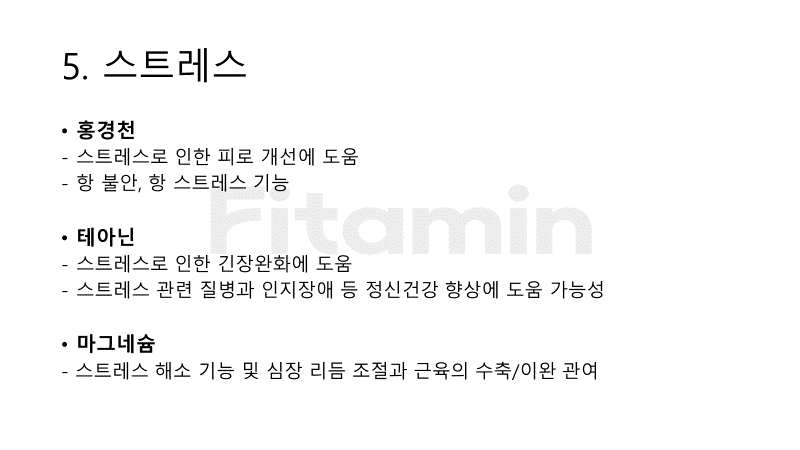 5. 스트레스
• 홍경천
- 스트레스로 인한 피로 개선에 도움
- 항 불안, 항 스트레스 기능
Fitamin
• 테아닌
- 스트레스로 인한 긴장완화에 도움
- 스트레스 관련 질병과 인지장애 등 정신건강 향상에 도움 가능성
• 마그네슘
- 스트레스 해소 기능 및 심장 리듬 조절과 근육의 수축/이완 관여